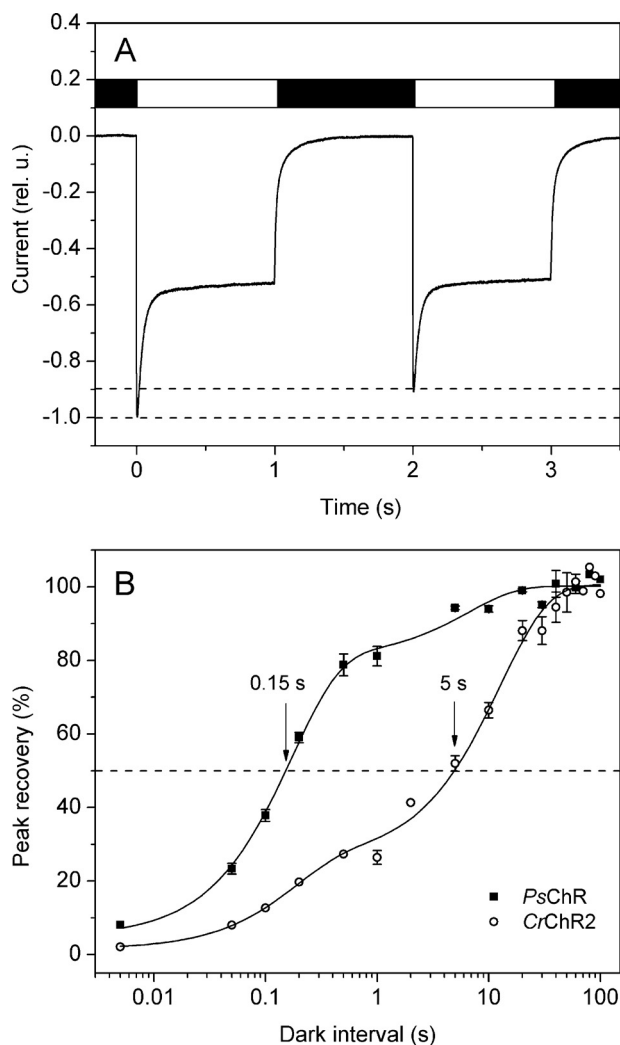 A
0.4
0.2
0.0
-0.2
-0.4
-0.6
-0.8
-1.0
Current (rel. u.)
0 1 2 3
Time (s)
B
100
80
60
40
20
0
Peak recovery (%)
0.15 s
5 s
PsChR
CrChR2
0.01 0.1 1 10 100
Dark interval (s)